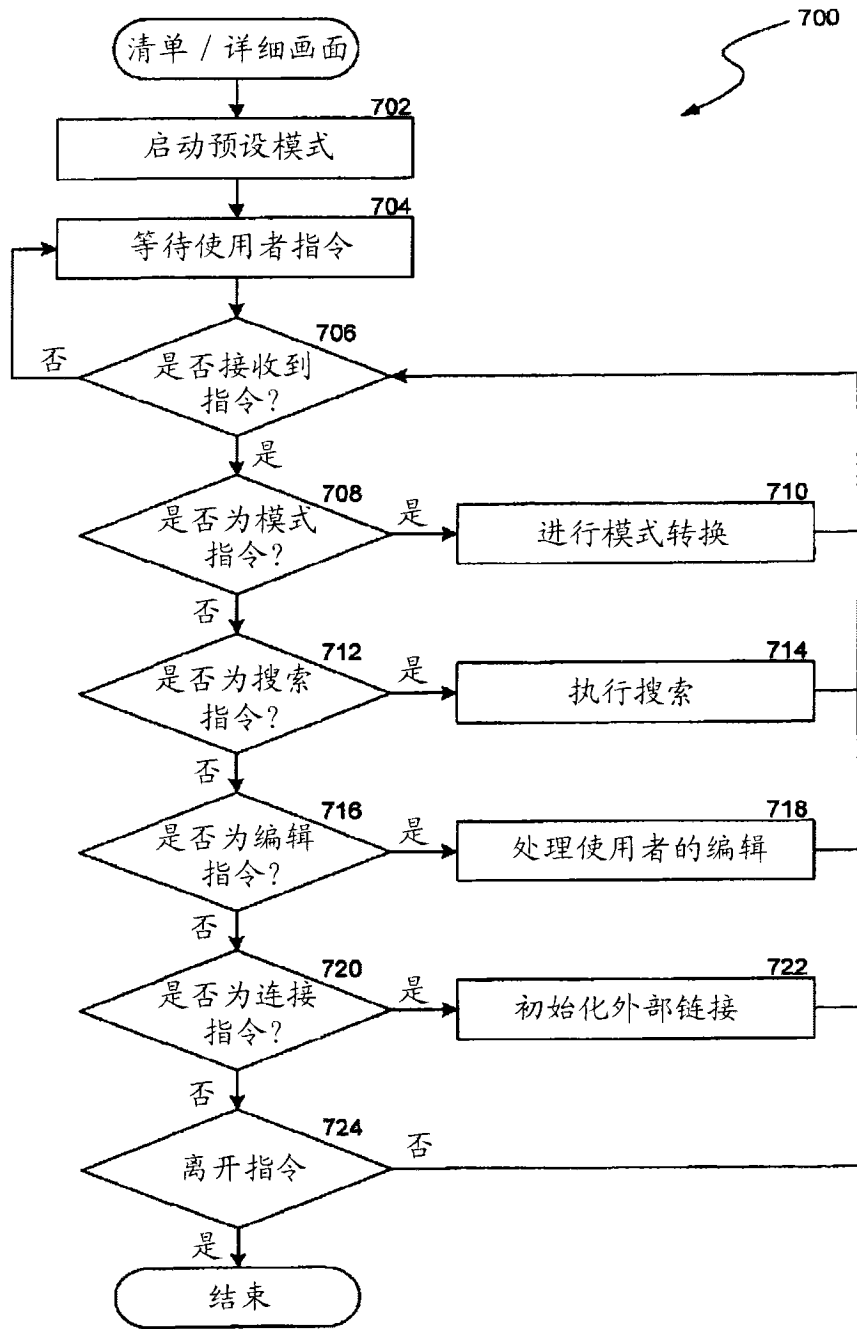 清单 / 详细画面
700
702
启动预设模式
704
等待使用者指令
706
是否接收到
指令?
否
是
708
是否为模式
指令?
是
710
进行模式转换
否
712
是否为搜索
指令?
是
714
执行搜索
否
716
是否为编辑
指令?
是
718
处理使用者的编辑
否
720
是否为连接
指令?
是
722
初始化外部链接
否
724
离开指令
否
是
结束